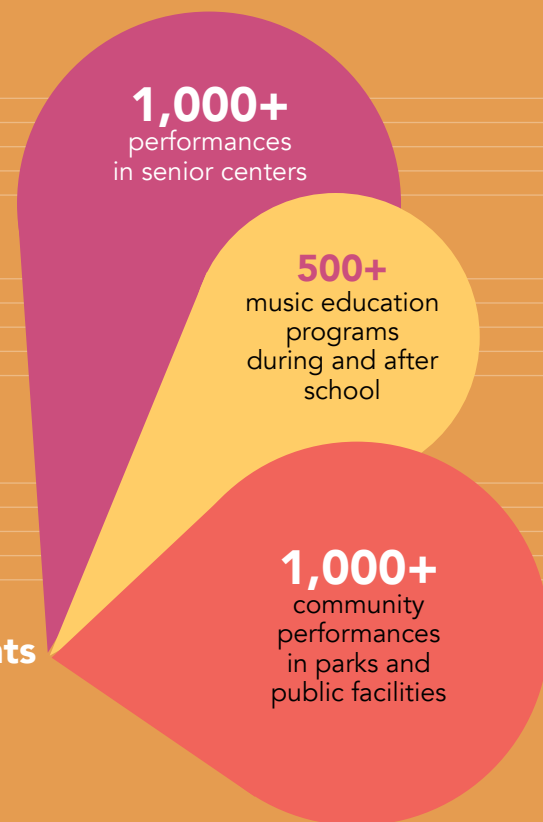 1,000+
performances
in senior centers
500+
music education
programs
during and after
school
1,000+
community
performances
in parks and
public facilities